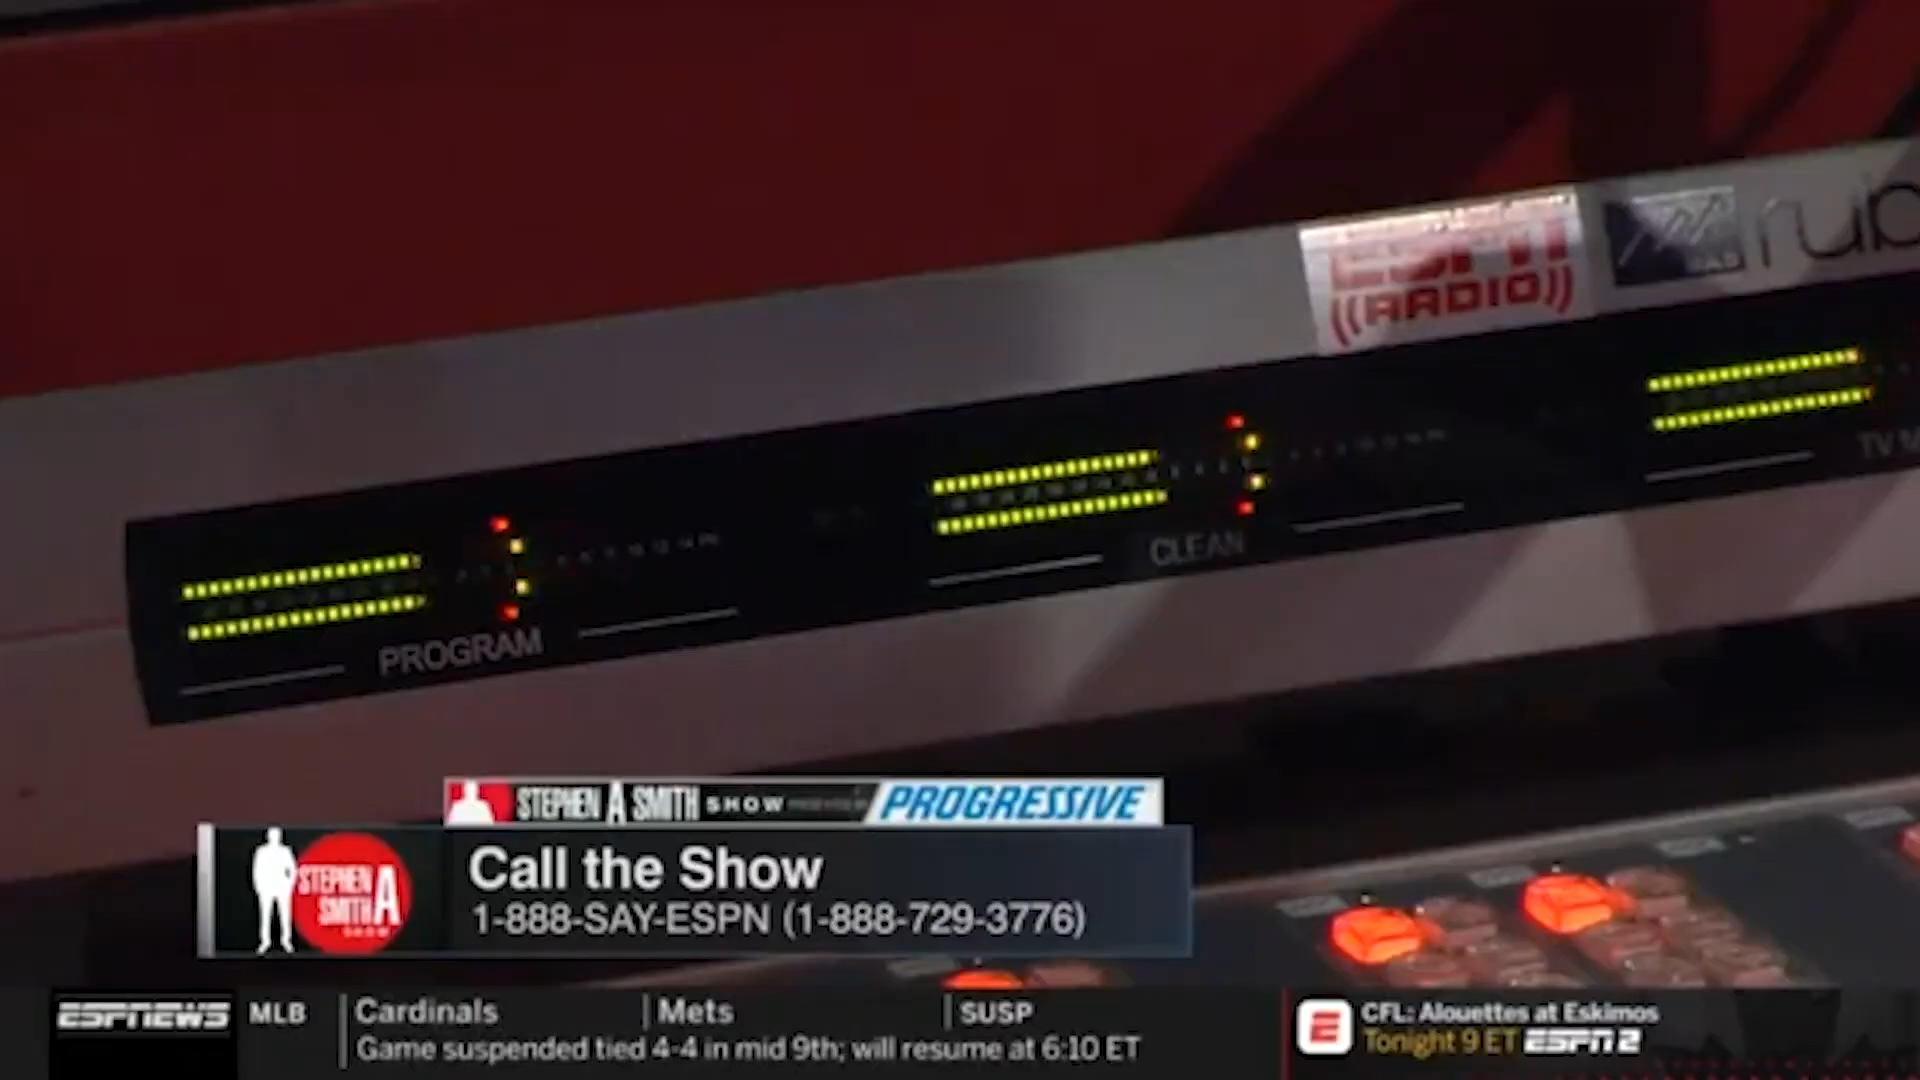 ESPN
((RADIO))
PROGRAM
CLEAN
STEPHEN A SMITH SHOW PROGRESSIVE
STEPHEN A
SMITH
SHOW
Call the Show
1-888-SAY-ESPN (1-888-729-3776)
ESPNEWS
MLB
Cardinals
Mets
SUSP
Game suspended tied 4-4 in mid 9th; will resume at 6:10 ET
CFL: Alouettes at Eskimos
Tonight 9 ET ESPN2